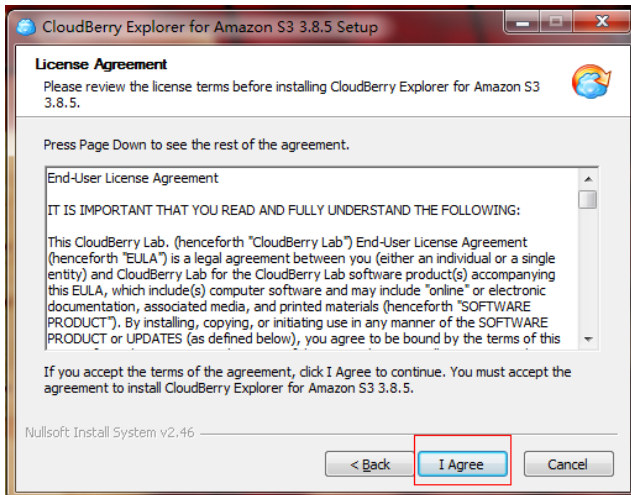 CloudBerry Explorer for Amazon S3 3.8.5 Setup
License Agreement
Please review the license terms before installing CloudBerry Explorer for Amazon S3
3.8.5.
Press Page Down to see the rest of the agreement.
End-User License Agreement
IT IS IMPORTANT THAT YOU READ AND FULLY UNDERSTAND THE FOLLOWING:
This CloudBerry Lab. (henceforth "CloudBerry Lab") End-User License Agreement
(henceforth "EULA") is a legal agreement between you (either an individual or a single
entity) and CloudBerry Lab for the CloudBerry Lab software product(s) accompanying
this EULA, which include(s) computer software and may include "online" or electronic
documentation, associated media, and printed materials (henceforth "SOFTWARE
PRODUCT"). By installing, copying, or initiating use in any manner of the SOFTWARE
PRODUCT or UPDATES (as defined below), you agree to be bound by the terms of this
If you accept the terms of the agreement, click I Agree to continue. You must accept the
agreement to install CloudBerry Explorer for Amazon S3 3.8.5.
Nullsoft Install System v2.46
< Back
I Agree
Cancel